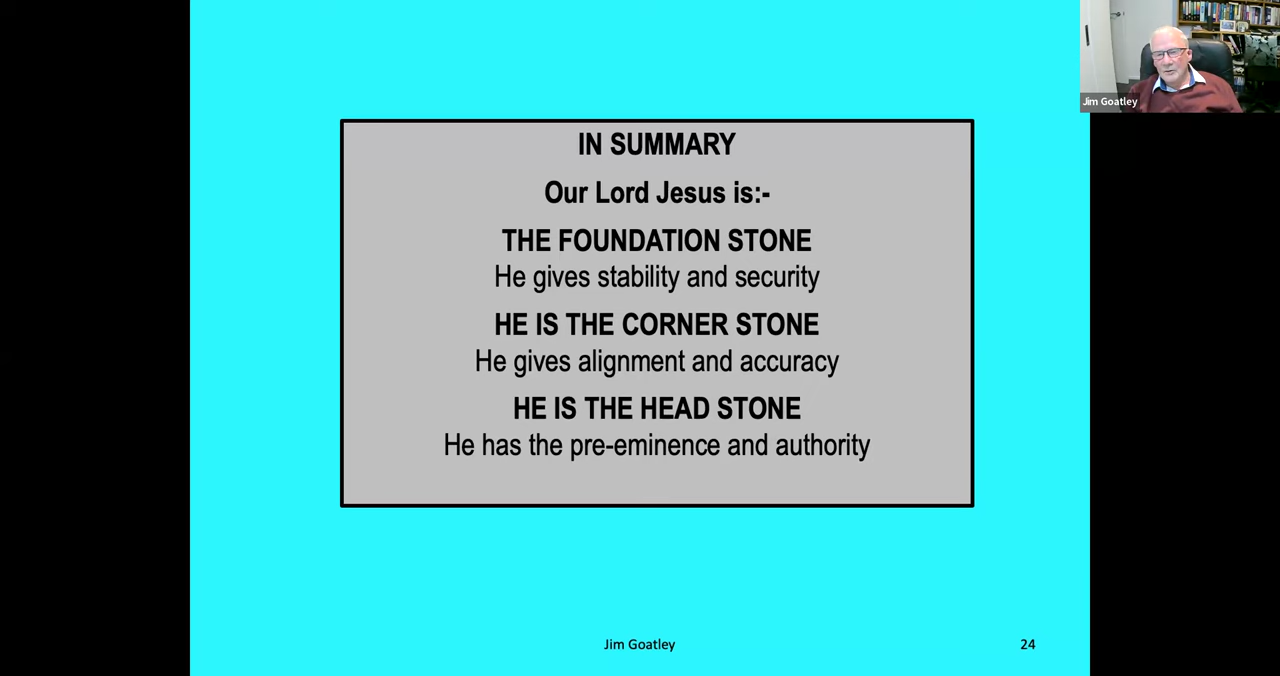 Jim Goatley
IN SUMMARY
Our Lord Jesus is:-
THE FOUNDATION STONE
He gives stability and security
HE IS THE CORNER STONE
He gives alignment and accuracy
HE IS THE HEAD STONE
He has the pre-eminence and authority
Jim Goatley
24